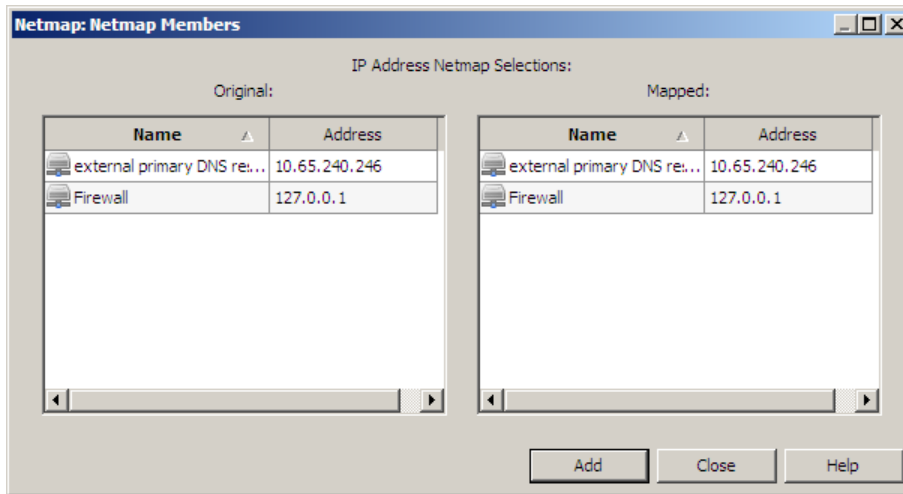 Netmap: Netmap Members
IP Address Netmap Selections:
Original:
Mapped:
Name Address
external primary DNS re:... 10.65.240.246
Firewall 127.0.0.1
Name Address
external primary DNS re:... 10.65.240.246
Firewall 127.0.0.1
Add Close Help